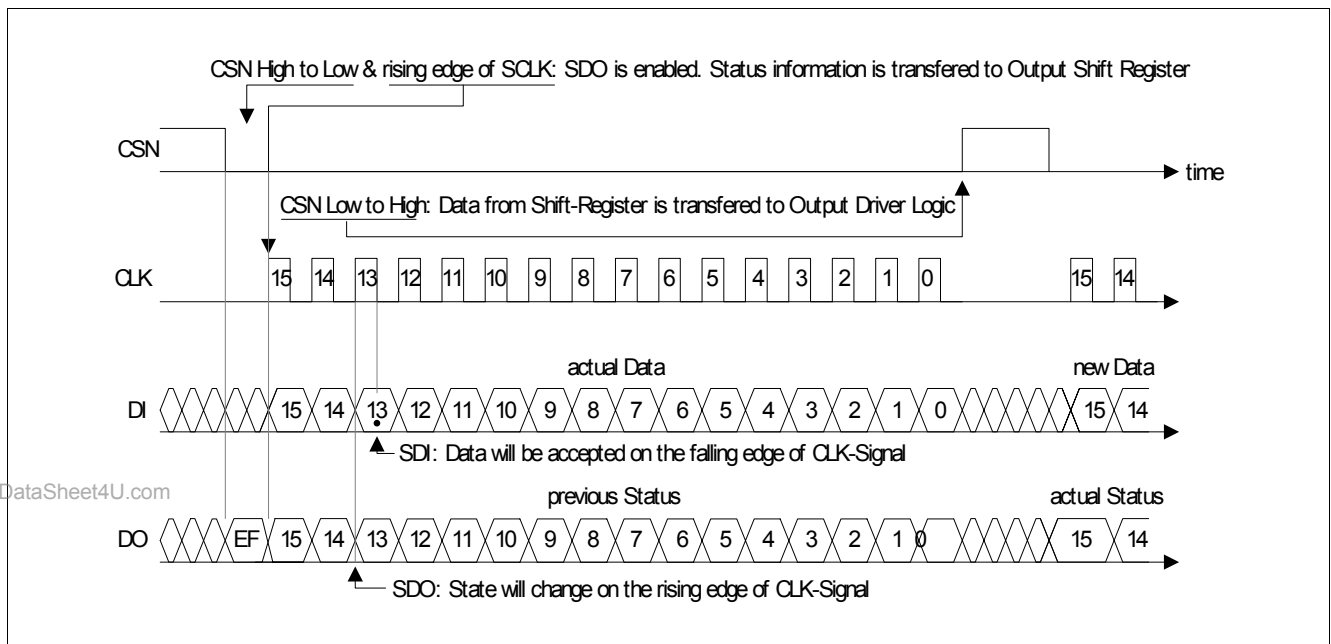 CSN High to Low & rising edge of SCLK: SDO is enabled. Status information is transfered to Output Shift Register
CSN
time
CSN Low to High: Data from Shift-Register is transfered to Output Driver Logic
CLK 15 14 13 12 11 10 9 8 7 6 5 4 3 2 1 0 15 14
actual Data new Data
DI 15 14 13 12 11 10 9 8 7 6 5 4 3 2 1 0 15 14
SDI: Data will be accepted on the falling edge of CLK-Signal
DataSheet4U.com
previous Status actual Status
DO EF 15 14 13 12 11 10 9 8 7 6 5 4 3 2 1 0 15 14
SDO: State will change on the rising edge of CLK-Signal